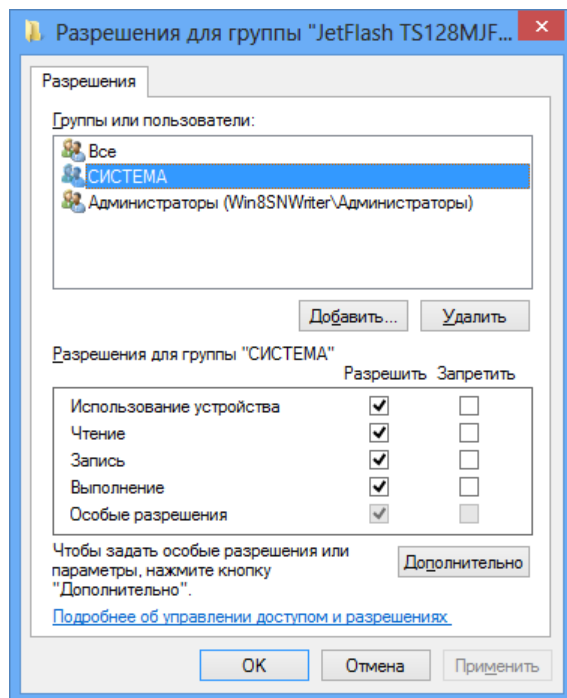 Разрешения для группы "JetFlash TS128MJF...
Разрешения
Группы или пользователи:
Все
СИСТЕМА
Администраторы (Win8SNWriter\Администраторы)
Добавить... Удалить
Разрешения для группы "СИСТЕМА"
Разрешить Запретить
Использование устройства
Чтение
Запись
Выполнение
Особые разрешения
Чтобы задать особые разрешения или
параметры, нажмите кнопку
"Дополнительно".
Дополнительно
Подробнее об управлении доступом и разрешениях
OK Отмена Применить